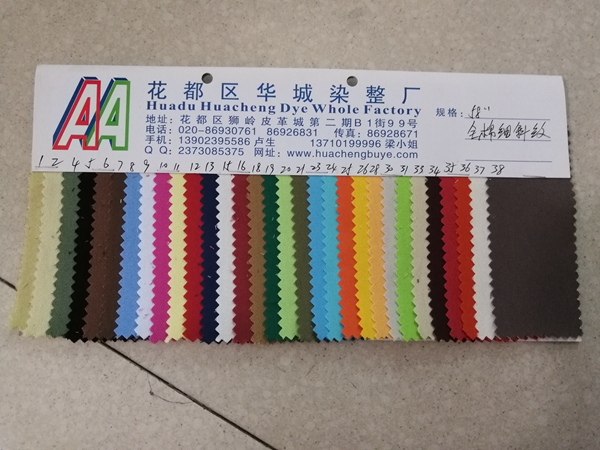 AA
花都区华城染整厂
Huadu Huacheng Dye Whole Factory
地址: 花都区狮岭皮革城第二期B1街99号
电话: 020-86930761 86926831 传真: 86928671
手机: 13902395586 卢生 13710199996 梁小姐
QQ: 2373085375 网址: www.huachengbuye.com
规格: 58"
全棉细斜纹
1 2 4 5 6 7 8 9 10 11 12 13 15 16 18 19 20 21 23 24 25 26 28 30 31 33 34 35 36 37 38